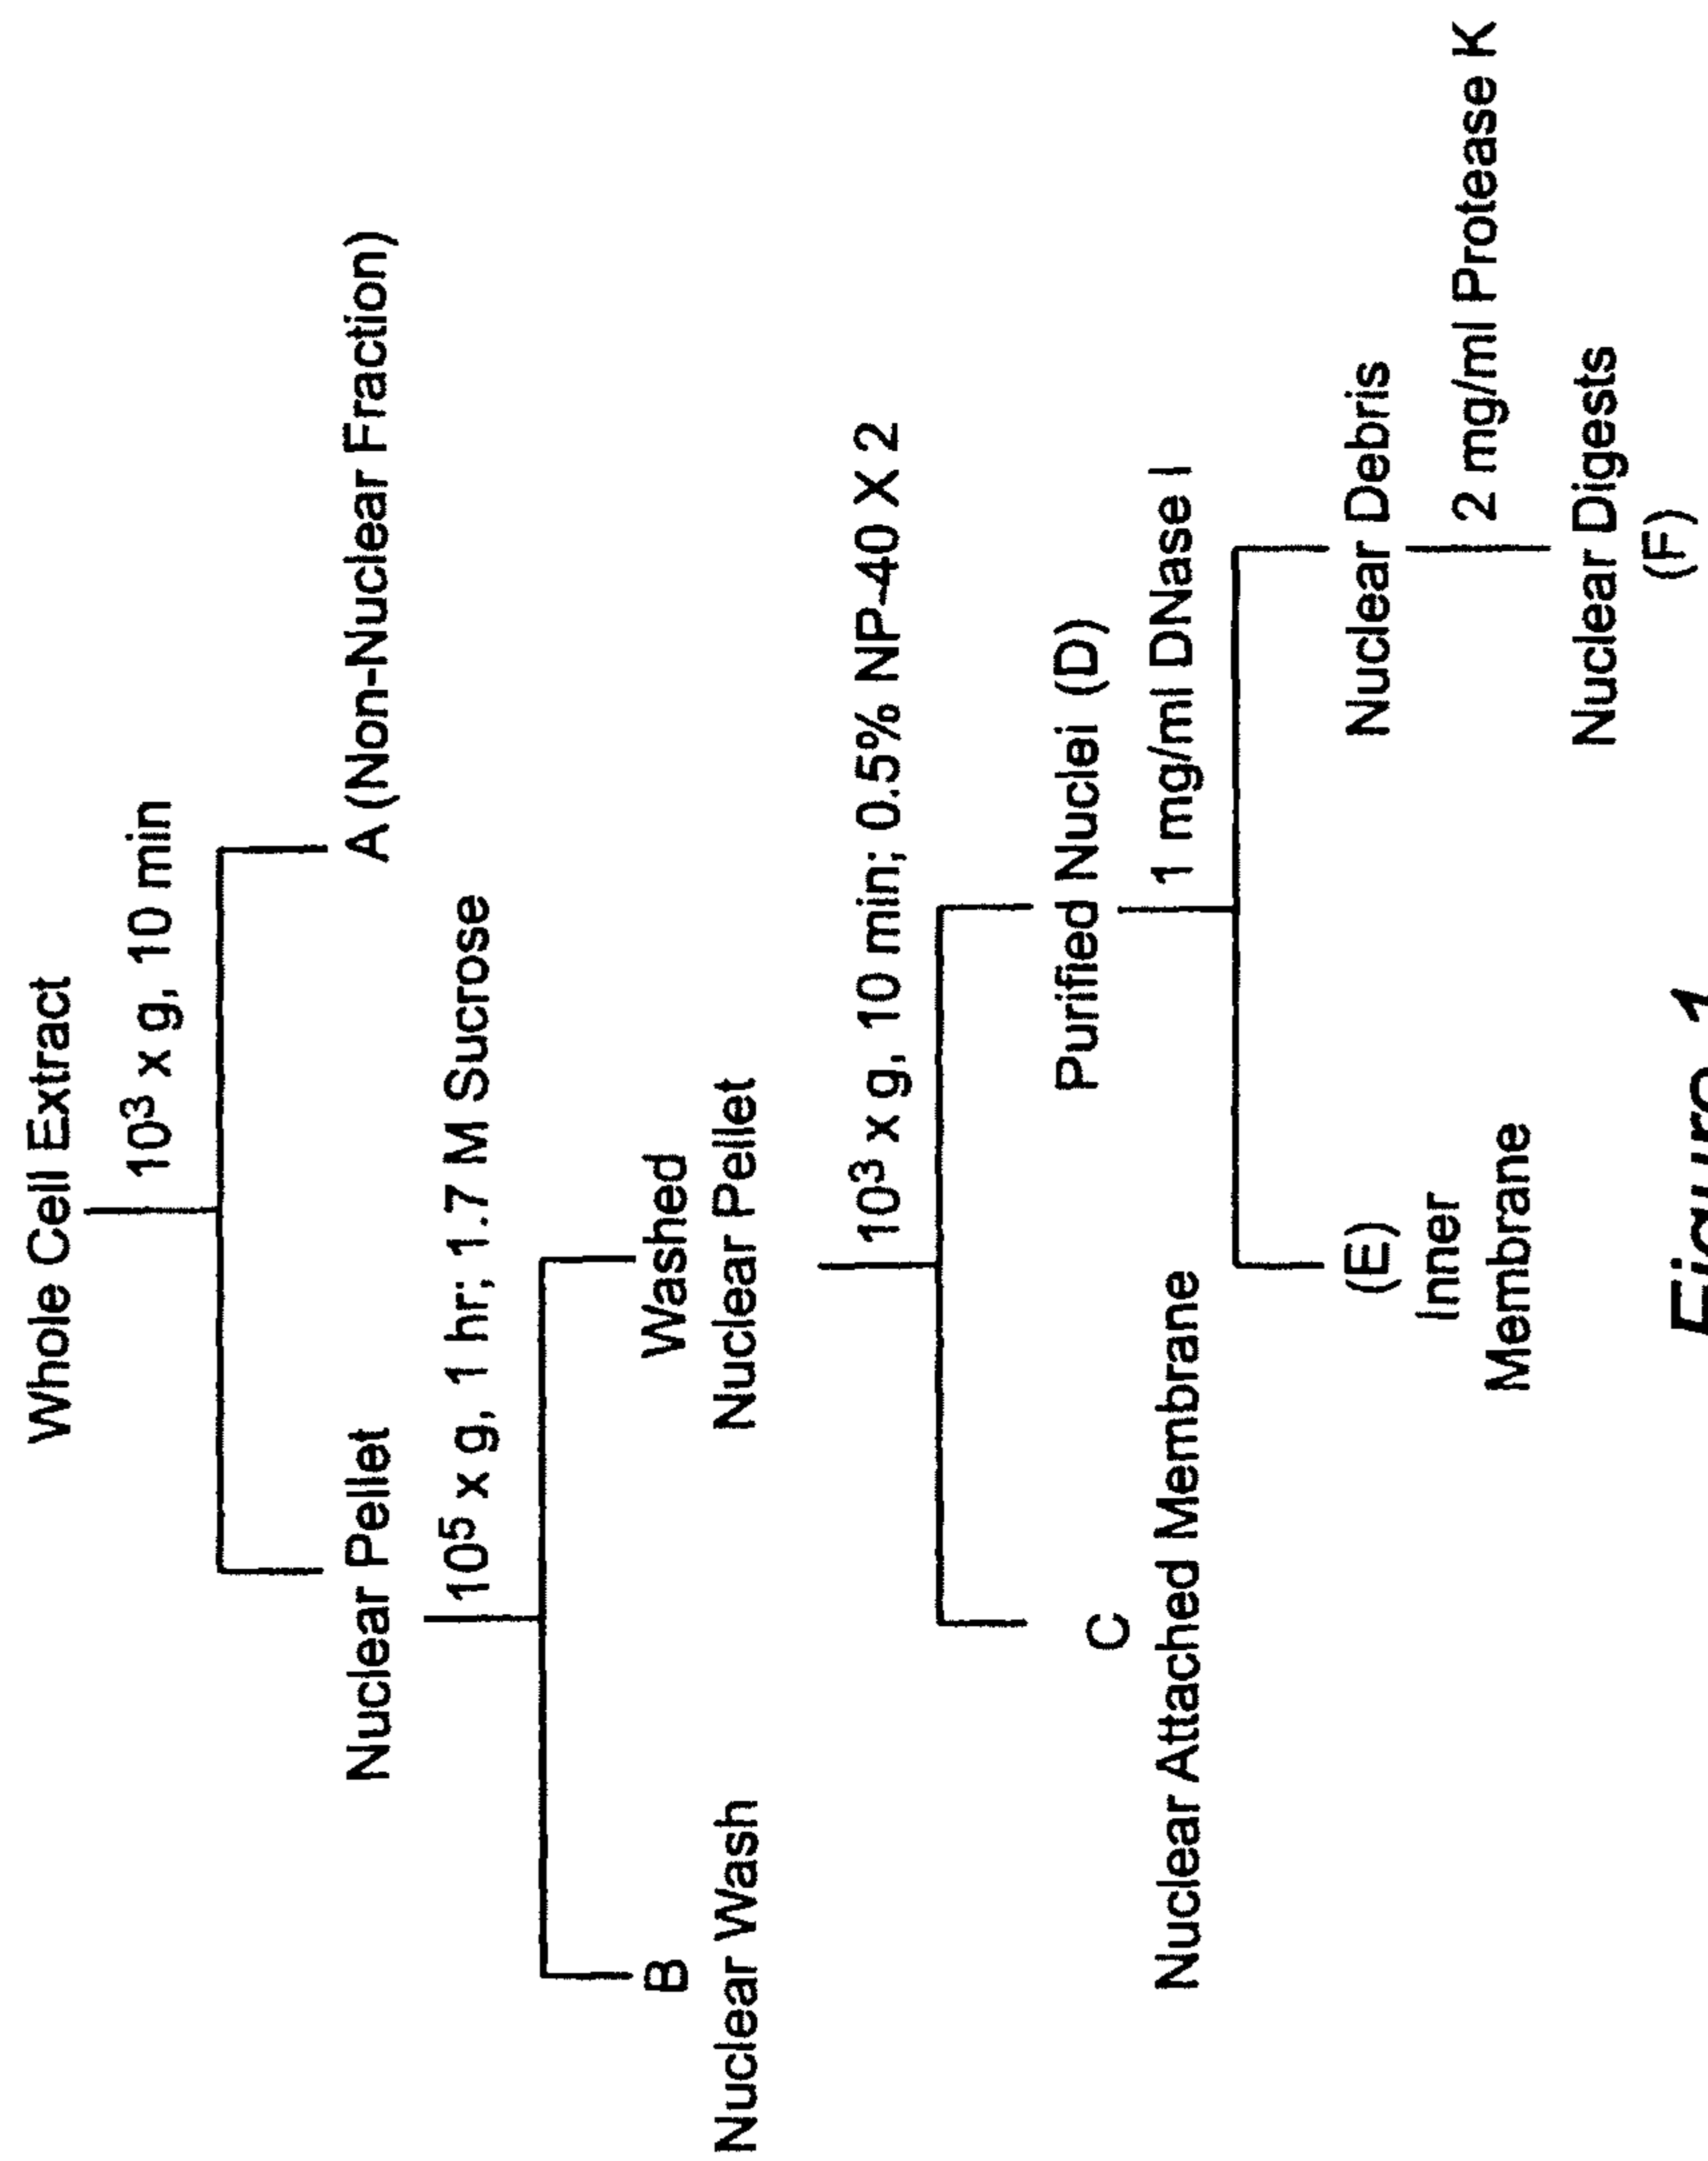 Whole Cell Extract
10³ x g, 10 min
Nuclear Pellet
A (Non-Nuclear Fraction)
10⁵ x g, 1 hr; 1.7 M Sucrose
B
Nuclear Wash
Washed
Nuclear Pellet
10³ x g, 10 min; 0.5% NP-40 X 2
C
Nuclear Attached Membrane
Purified Nuclei (D)
1 mg/ml DNase I
(E)
Inner
Membrane
Nuclear Debris
2 mg/ml Protease K
Nuclear Digests
(F)
Figure 1